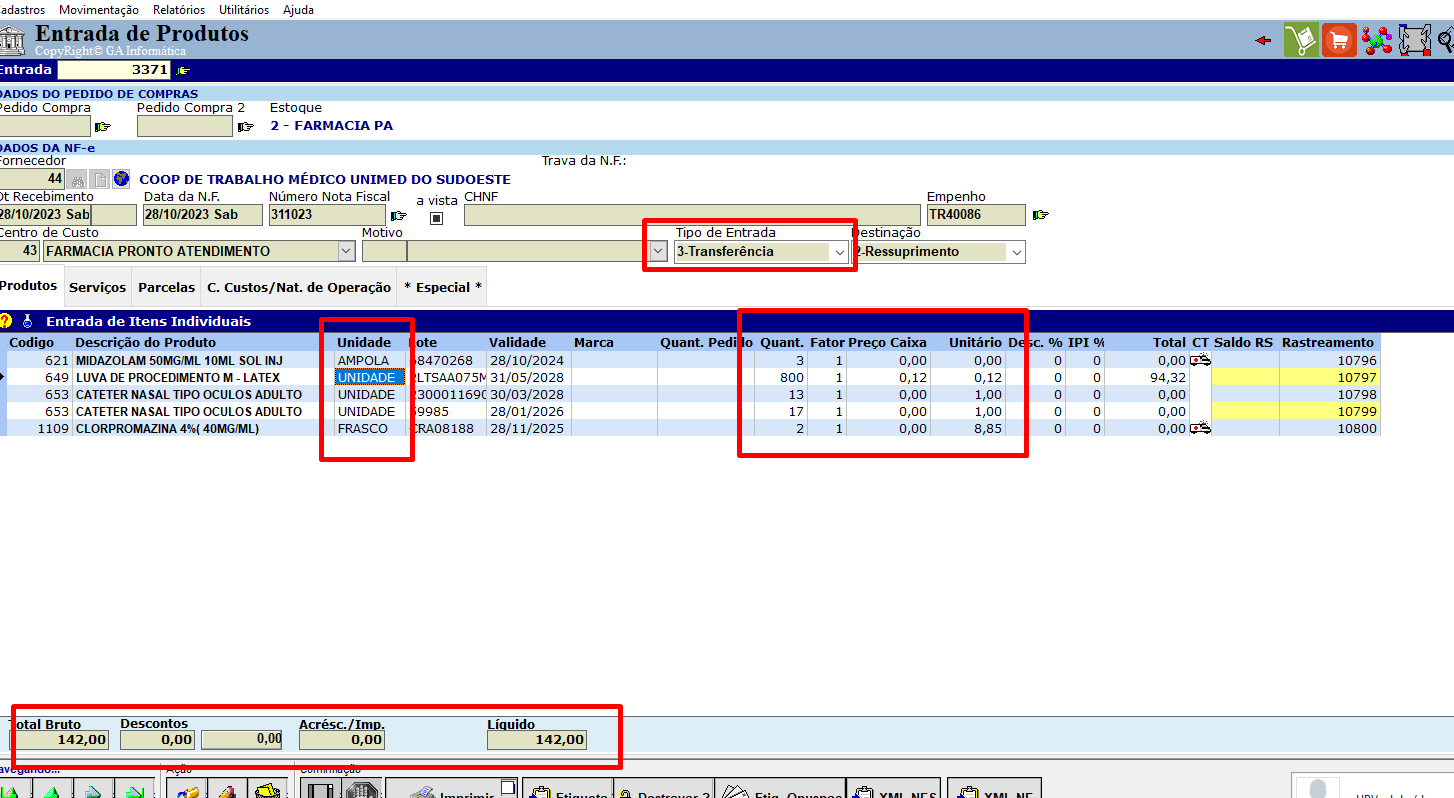 adastros Movimentação Relatórios Utilitários Ajuda
Entrada de Produtos
CopyRight© GA Informática
Entrada 3371
DADOS DO PEDIDO DE COMPRAS
Pedido Compra Pedido Compra 2 Estoque
2 - FARMACIA PA
DADOS DA NF-e
Fornecedor Trava da N.F.:
44 COOP DE TRABALHO MÉDICO UNIMED DO SUDOESTE
Dt Recebimento Data da N.F. Número Nota Fiscal a vista CHNF Empenho
28/10/2023 Sab 28/10/2023 Sab 311023 TR40086
Centro de Custo Motivo Tipo de Entrada Destinação
43 FARMACIA PRONTO ATENDIMENTO 3-Transferência 2-Ressuprimento
Produtos Serviços Parcelas C. Custos/Nat. de Operação * Especial *
Entrada de Itens Individuais
Codigo Descrição do Produto Unidade Lote Validade Marca Quant. Pedido Quant. Fator Preço Caixa Unitário Desc. % IPI % Total CT Saldo RS Rastreamento
621 MIDAZOLAM 50MG/ML 10ML SOL INJ AMPOLA 68470268 28/10/2024 3 1 0,00 0,00 0 0 0,00 10796
649 LUVA DE PROCEDIMENTO M - LATEX UNIDADE 2LTSAA075M 31/05/2028 800 1 0,12 0,12 0 0 94,32 10797
653 CATETER NASAL TIPO OCULOS ADULTO UNIDADE 2300011690 30/03/2028 13 1 0,00 1,00 0 0 0,00 10798
653 CATETER NASAL TIPO OCULOS ADULTO UNIDADE 59985 28/01/2026 17 1 0,00 1,00 0 0 0,00 10799
1109 CLORPROMAZINA 4%( 40MG/ML) FRASCO CRA08188 28/11/2025 2 1 0,00 8,85 0 0 0,00 10800
Total Bruto Descontos Acrésc./Imp. Líquido
142,00 0,00 0,00 0,00 142,00
avegando... Ação Confirmação
Imprimir Etiqueta Destravar ? Etiq. Opuspac XML NFS XML NF